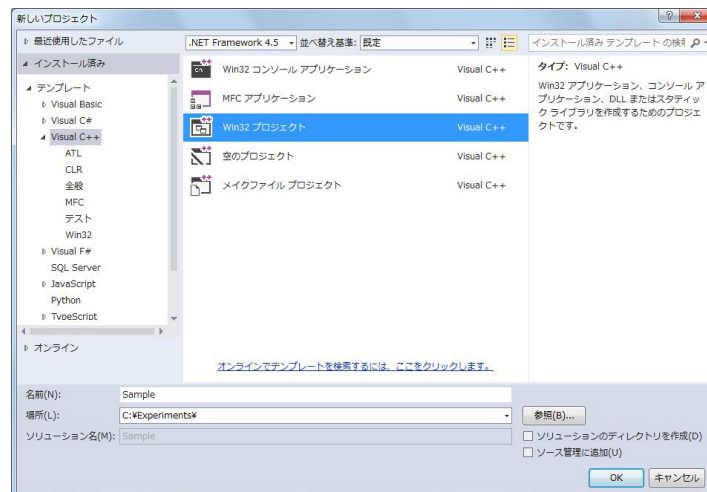 新しいプロジェクト
最近使用したファイル
.NET Framework 4.5 並べ替え基準: 既定
インストール済み テンプレート の検索
インストール済み
テンプレート
Visual Basic
Visual C#
Visual C++
ATL
CLR
全般
MFC
テスト
Win32
Visual F#
SQL Server
JavaScript
Python
TypeScript
オンライン
Win32 コンソール アプリケーション Visual C++
MFC アプリケーション Visual C++
Win32 プロジェクト Visual C++
空のプロジェクト Visual C++
メイクファイル プロジェクト Visual C++
オンラインでテンプレートを検索するには、ここをクリックします。
タイプ: Visual C++
Win32 アプリケーション、コンソール ア
プリケーション、DLL またはスタティッ
ク ライブラリを作成するためのプロジェ
クトです。
名前(N): Sample
場所(L): C:¥Experiments¥
参照(B)...
ソリューション名(M): Sample
ソリューションのディレクトリを作成(D)
ソース管理に追加(U)
OK キャンセル